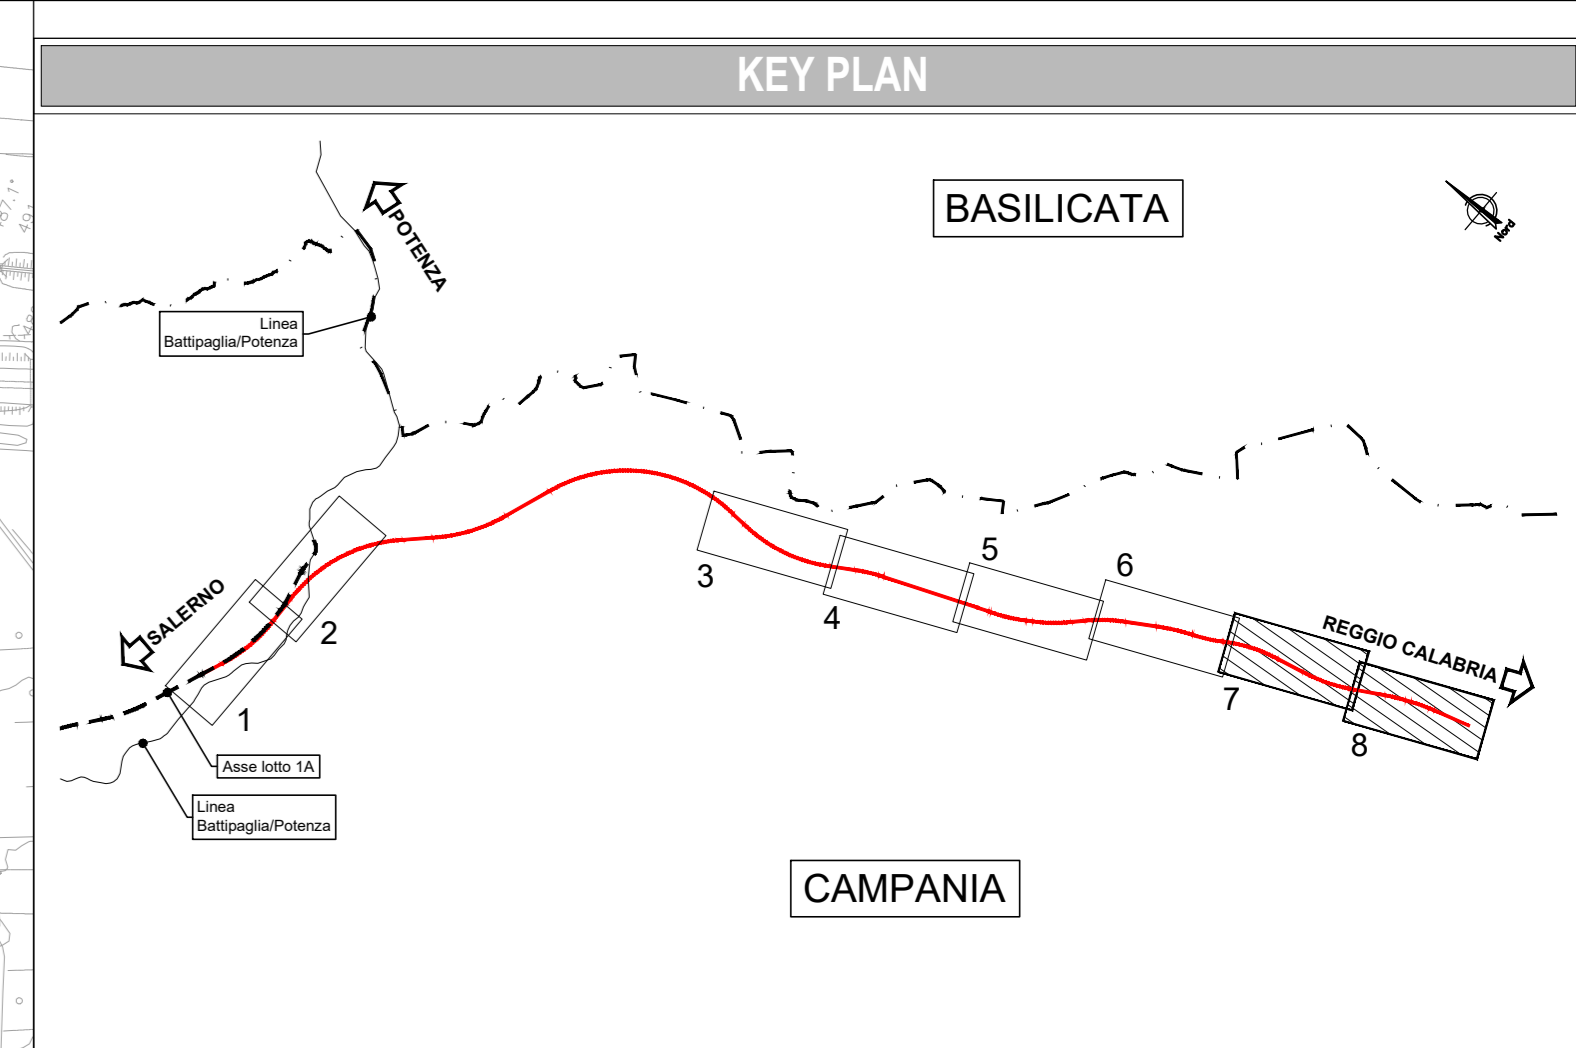 KEY PLAN
BASILICATA
Nord
POTENZA
Linea
Battipaglia/Potenza
SALERNO
1
2
3
4
5
6
7
8
REGGIO CALABRIA
Asse lotto 1A
Linea
Battipaglia/Potenza
CAMPANIA